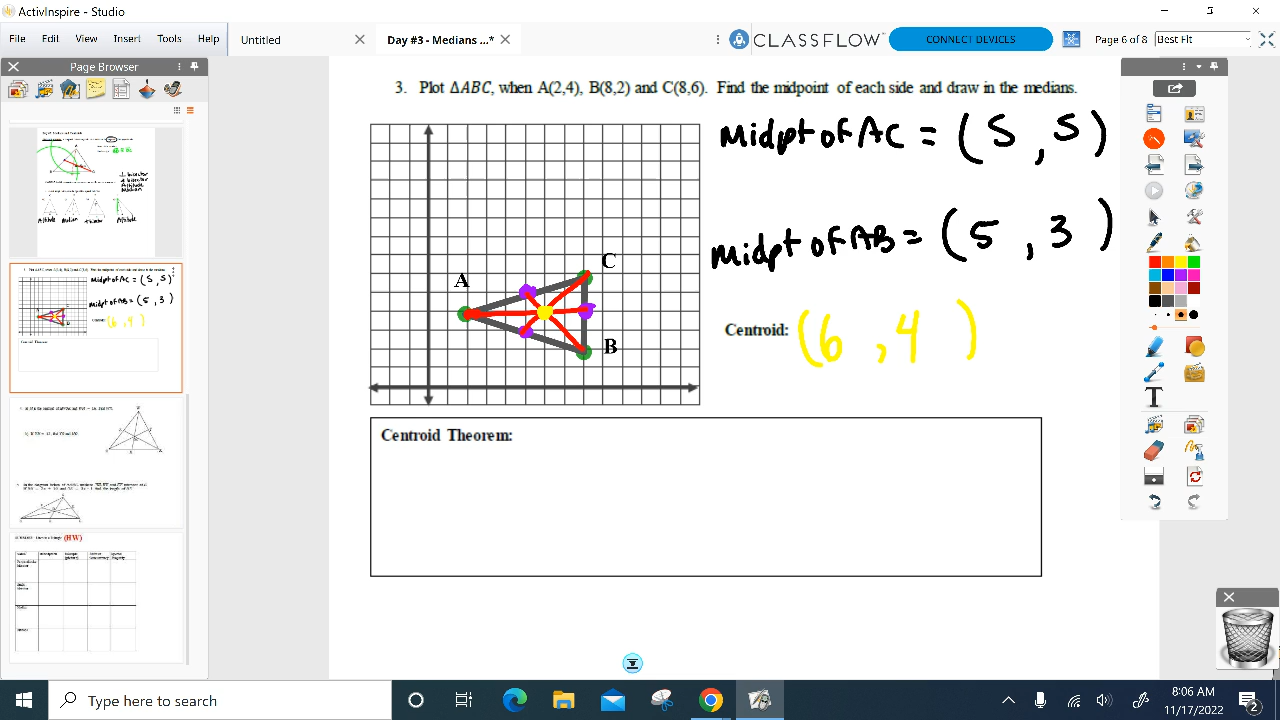 ActivInspire - Studio
File Edit View Insert Tools Help
Untitled
Day #3 - Medians ...*
CLASSFLOW
CONNECT DEVICES
Page 6 of 8
Best Fit
Page Browser
3. Plot ΔABC, when A(2,4), B(8,2) and C(8,6). Find the midpoint of each side and draw in the medians.
Midpt of AC = (5, 5)
Midpt of AB = (5, 3)
Centroid: (6, 4)
A
C
B
Centroid Theorem:
(HW)
T
Type here to search
8:06 AM
11/17/2022
2